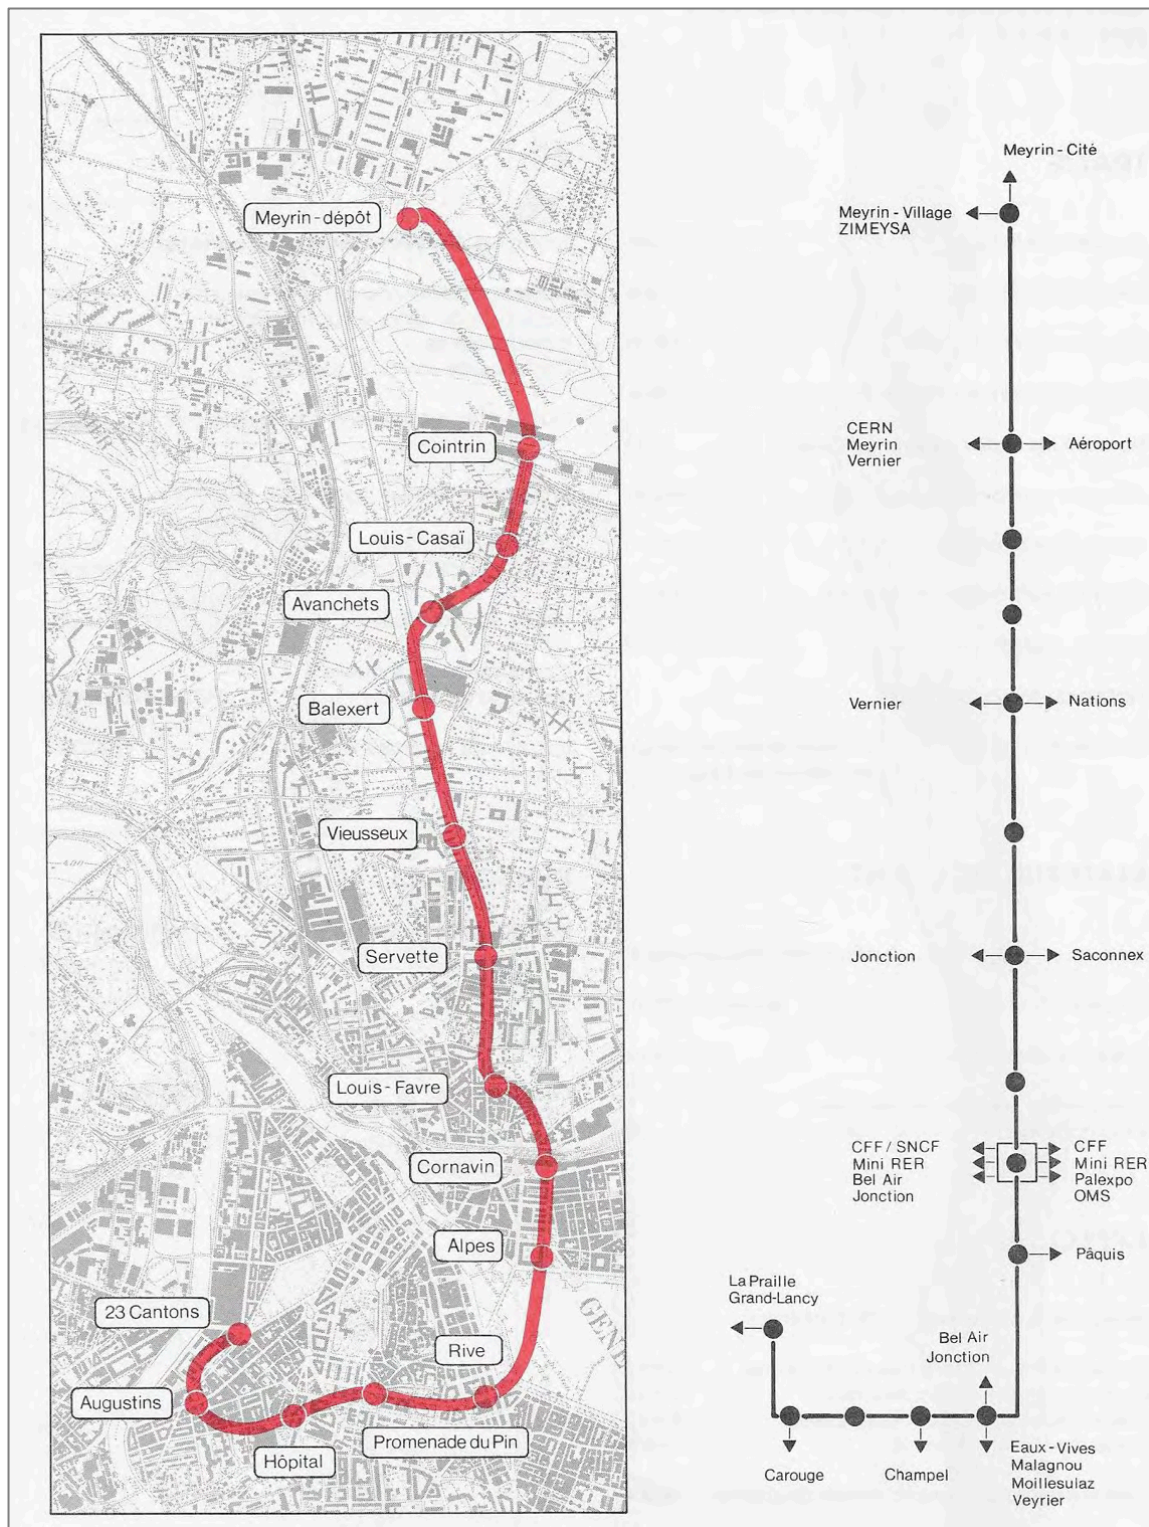 Meyrin-dépôt
Cointrin
Louis-Casaï
Avanchets
Balexert
Vieusseux
Servette
Louis-Favre
Cornavin
Alpes
23 Cantons
Rive
Augustins
Promenade du Pin
Hôpital
VERNIER
GENE
Meyrin-Cité
Meyrin-Village
ZIMEYSA
CERN
Meyrin
Vernier
Aéroport
Vernier
Nations
Jonction
Saconnex
CFF/SNCF
Mini RER
Bel Air
Jonction
CFF
Mini RER
Palexpo
OMS
Pâquis
La Praille
Grand-Lancy
Bel Air
Jonction
Carouge
Champel
Eaux-Vives
Malagnou
Moillesulaz
Veyrier